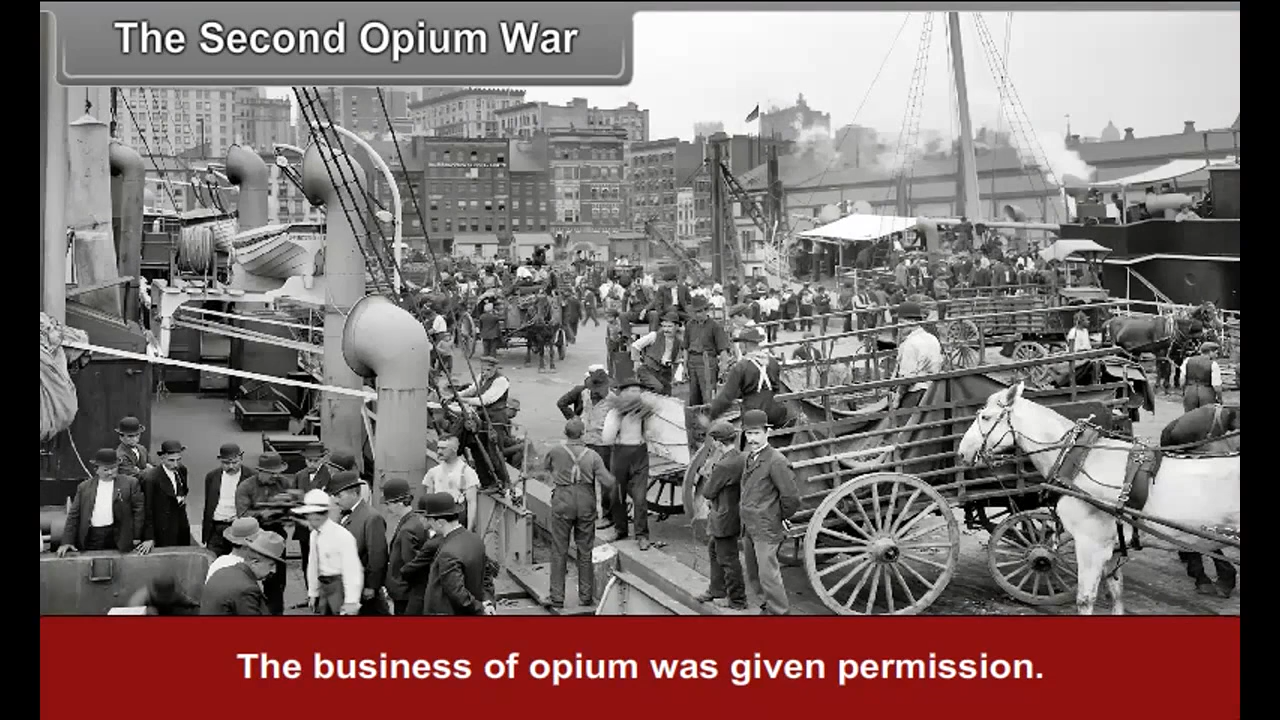 The Second Opium War
The business of opium was given permission.